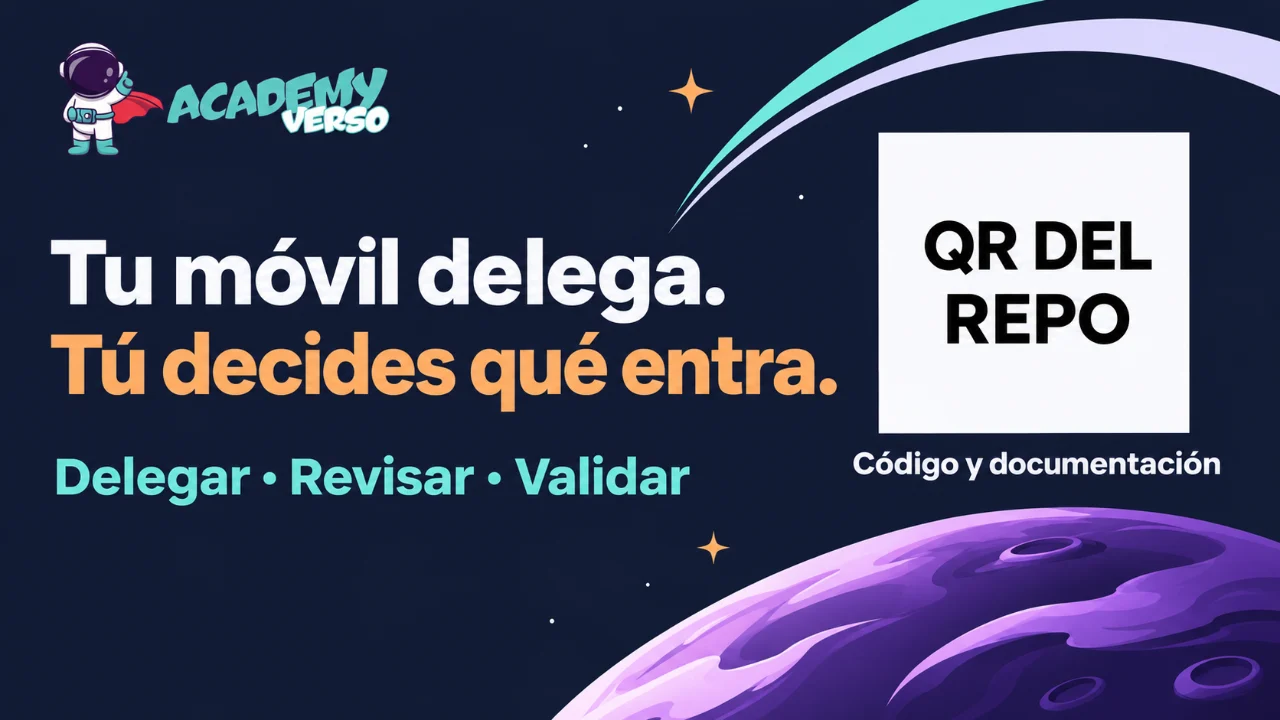 ACADEMY
VERSO
Tu móvil delega.
Tú decides qué entra.
Delegar • Revisar • Validar
QR DEL
REPO
Código y documentación